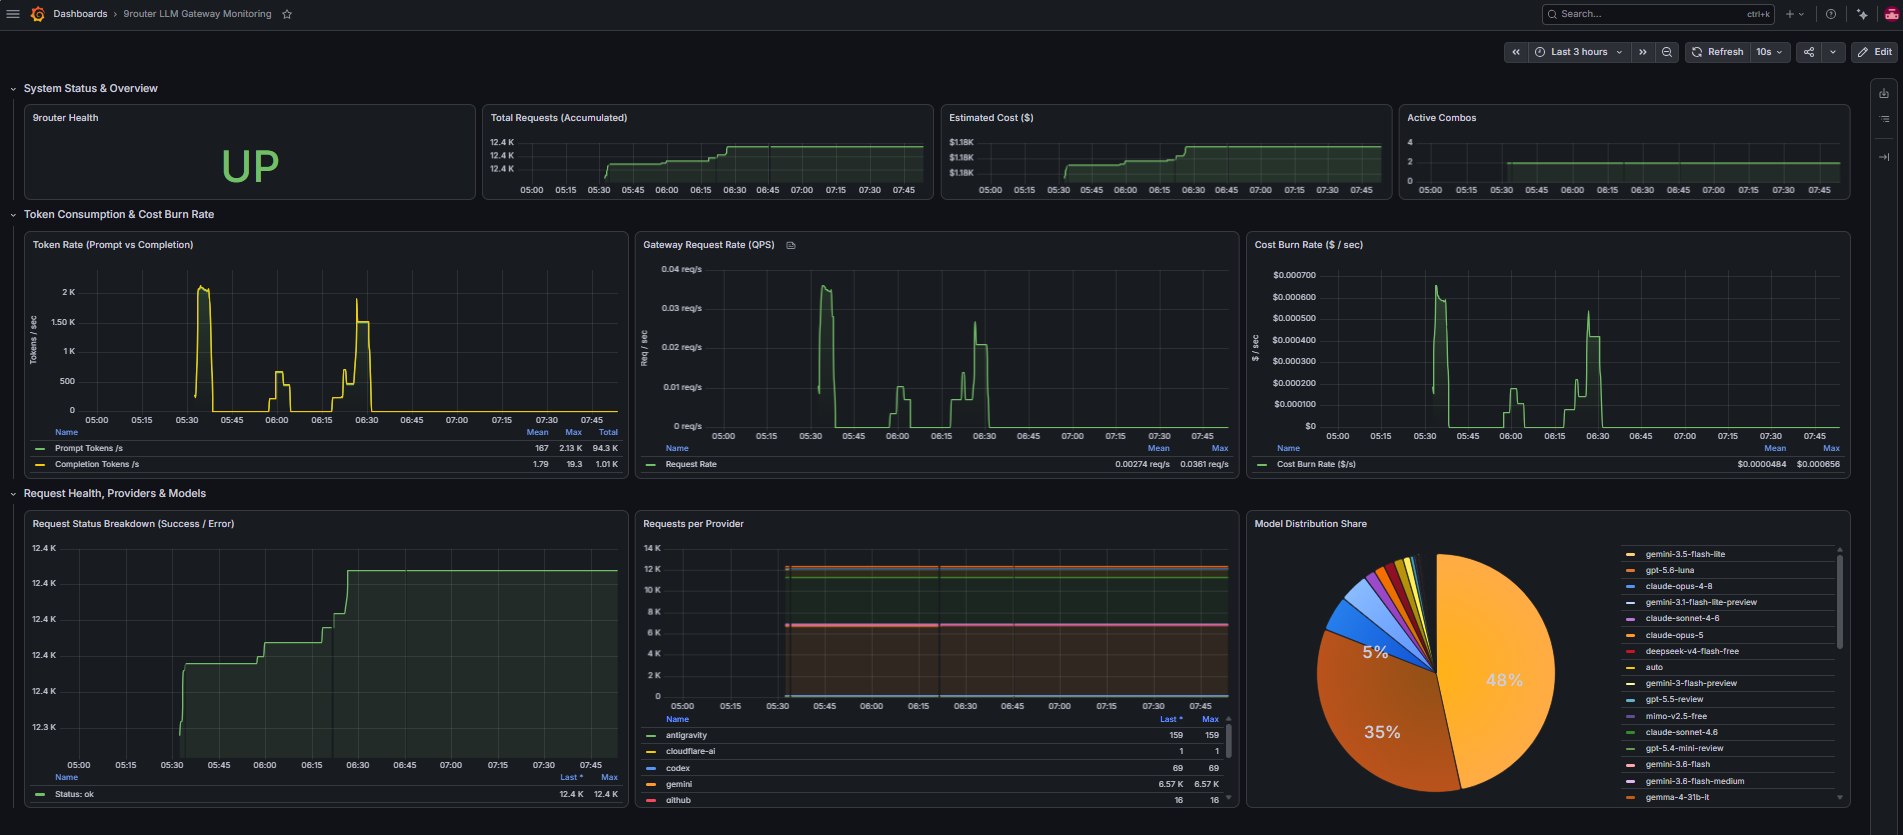 Dashboards › 9router LLM Gateway Monitoring
Search... ctrl+k
Last 3 hours Refresh 10s Edit
System Status & Overview
9router Health
UP
Total Requests (Accumulated)
12.4 K
12.4 K
12.4 K
05:00 05:15 05:30 05:45 06:00 06:15 06:30 06:45 07:00 07:15 07:30 07:45
Estimated Cost ($)
$1.18K
$1.18K
$1.18K
05:00 05:15 05:30 05:45 06:00 06:15 06:30 06:45 07:00 07:15 07:30 07:45
Active Combos
4
2
0
05:00 05:15 05:30 05:45 06:00 06:15 06:30 06:45 07:00 07:15 07:30 07:45
Token Consumption & Cost Burn Rate
Token Rate (Prompt vs Completion)
Tokens / sec
2 K
1.50 K
1 K
500
0
05:00 05:15 05:30 05:45 06:00 06:15 06:30 06:45 07:00 07:15 07:30 07:45
Name Mean Max Total
Prompt Tokens /s 167 2.13 K 94.3 K
Completion Tokens /s 1.79 19.3 1.01 K
Gateway Request Rate (QPS)
Req / sec
0.04 req/s
0.03 req/s
0.02 req/s
0.01 req/s
0 req/s
05:00 05:15 05:30 05:45 06:00 06:15 06:30 06:45 07:00 07:15 07:30 07:45
Name Mean Max
Request Rate 0.00274 req/s 0.0361 req/s
Cost Burn Rate ($ / sec)
$ / sec
$0.000700
$0.000600
$0.000500
$0.000400
$0.000300
$0.000200
$0.000100
$0
05:00 05:15 05:30 05:45 06:00 06:15 06:30 06:45 07:00 07:15 07:30 07:45
Name Mean Max
Cost Burn Rate ($/s) $0.0000484 $0.000656
Request Health, Providers & Models
Request Status Breakdown (Success / Error)
12.4 K
12.4 K
12.4 K
12.4 K
12.4 K
12.3 K
05:00 05:15 05:30 05:45 06:00 06:15 06:30 06:45 07:00 07:15 07:30 07:45
Name Last * Max
Status: ok 12.4 K 12.4 K
Requests per Provider
14 K
12 K
10 K
8 K
6 K
4 K
2 K
0
05:00 05:15 05:30 05:45 06:00 06:15 06:30 06:45 07:00 07:15 07:30 07:45
Name Last * Max
antigravity 159 159
cloudflare-ai 1 1
codex 69 69
gemini 6.57 K 6.57 K
github 16 16
Model Distribution Share
5%
48%
35%
gemini-3.5-flash-lite
gpt-5.6-luna
claude-opus-4-8
gemini-3.1-flash-lite-preview
claude-sonnet-4-6
claude-opus-5
deepseek-v4-flash-free
auto
gemini-3-flash-preview
gpt-5.5-review
mimo-v2.5-free
claude-sonnet-4.6
gpt-5.4-mini-review
gemini-3.6-flash
gemini-3.6-flash-medium
gemma-4-31b-it